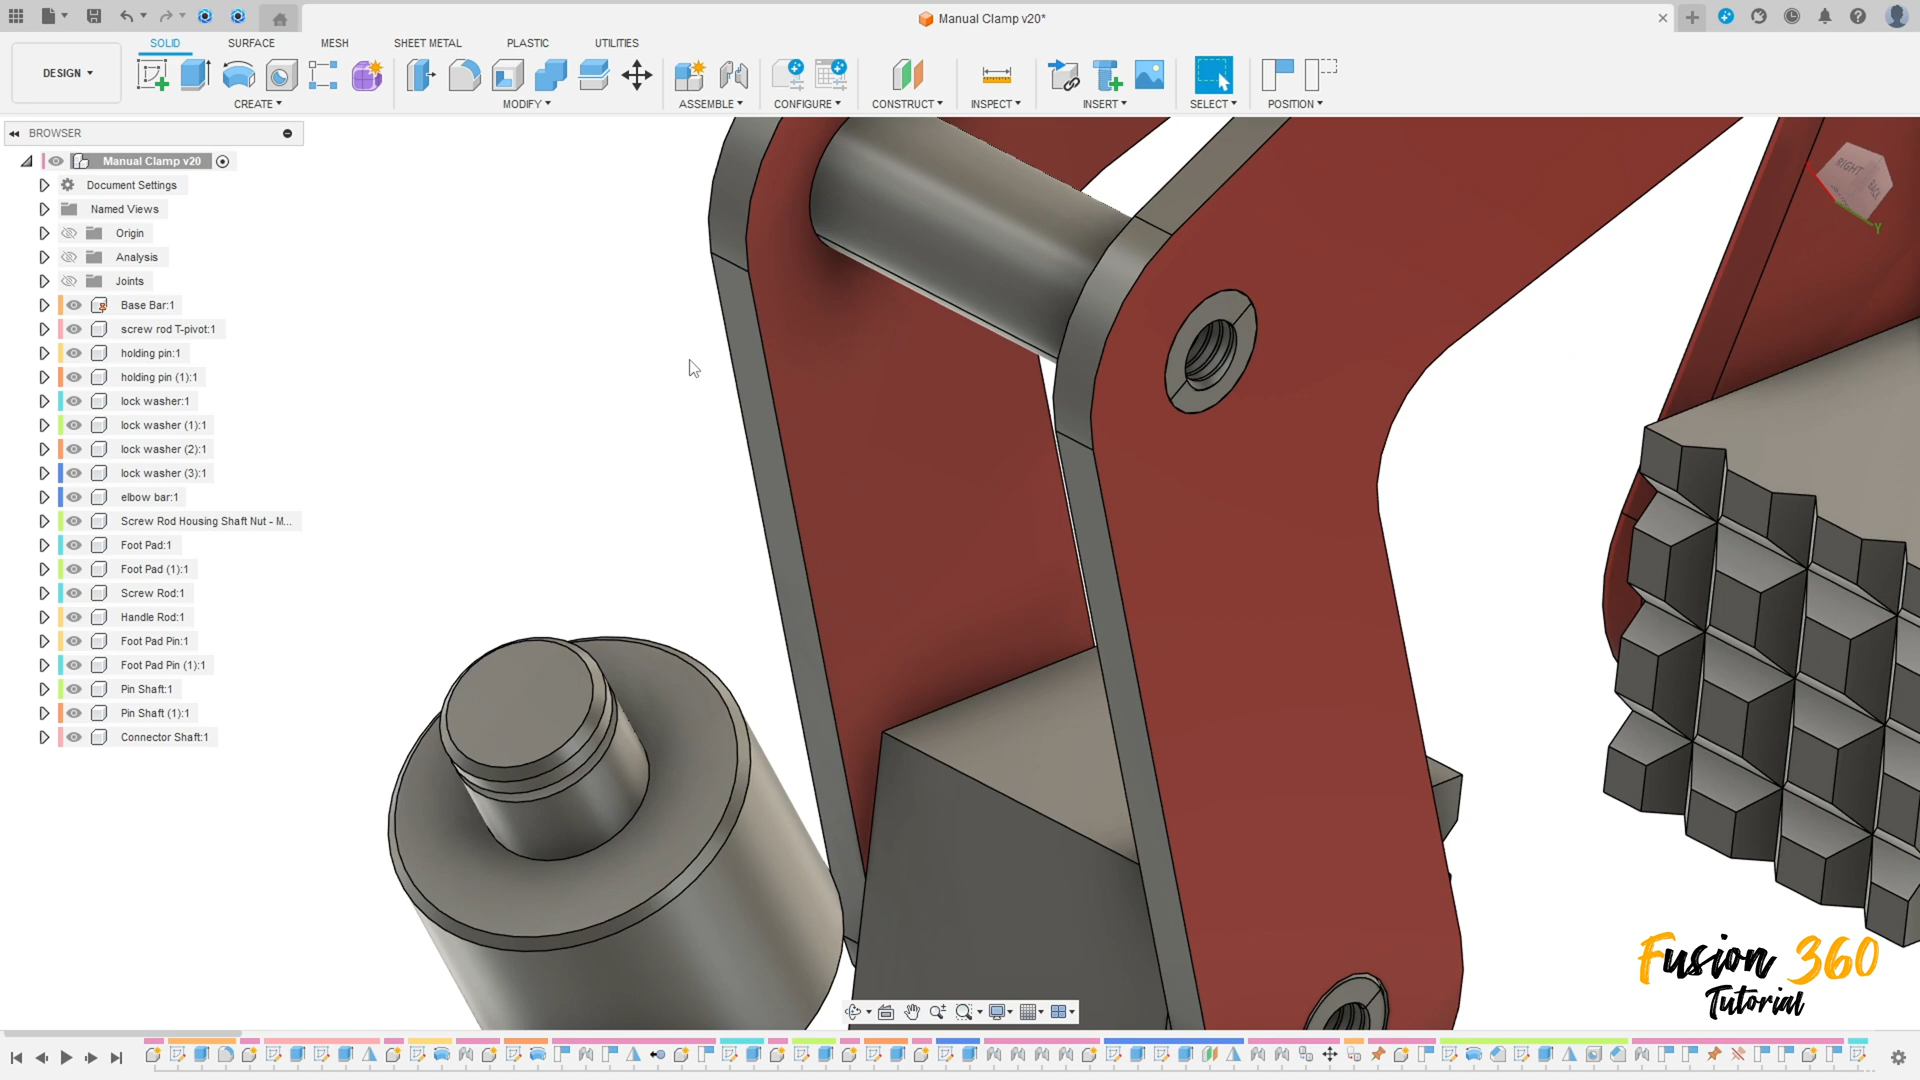 Manual Clamp v20*
SOLID
SURFACE
MESH
SHEET METAL
PLASTIC
UTILITIES
DESIGN
CREATE
MODIFY
ASSEMBLE
CONFIGURE
CONSTRUCT
INSPECT
INSERT
SELECT
POSITION
BROWSER
Manual Clamp v20
Document Settings
Named Views
Origin
Analysis
Joints
Base Bar:1
screw rod T-pivot:1
holding pin:1
holding pin (1):1
lock washer:1
lock washer (1):1
lock washer (2):1
lock washer (3):1
elbow bar:1
Screw Rod Housing Shaft Nut - M...
Foot Pad:1
Foot Pad (1):1
Screw Rod:1
Handle Rod:1
Foot Pad Pin:1
Foot Pad Pin (1):1
Pin Shaft:1
Pin Shaft (1):1
Connector Shaft:1
RIGHT
BACK
Y
Fusion 360
Tutorial